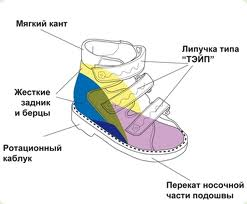 Мягкий кант
Липучка типа
“ТЭЙП”
Жесткие
задник
и берцы
Ротационный
каблук
Перекат носочной
части подошвы